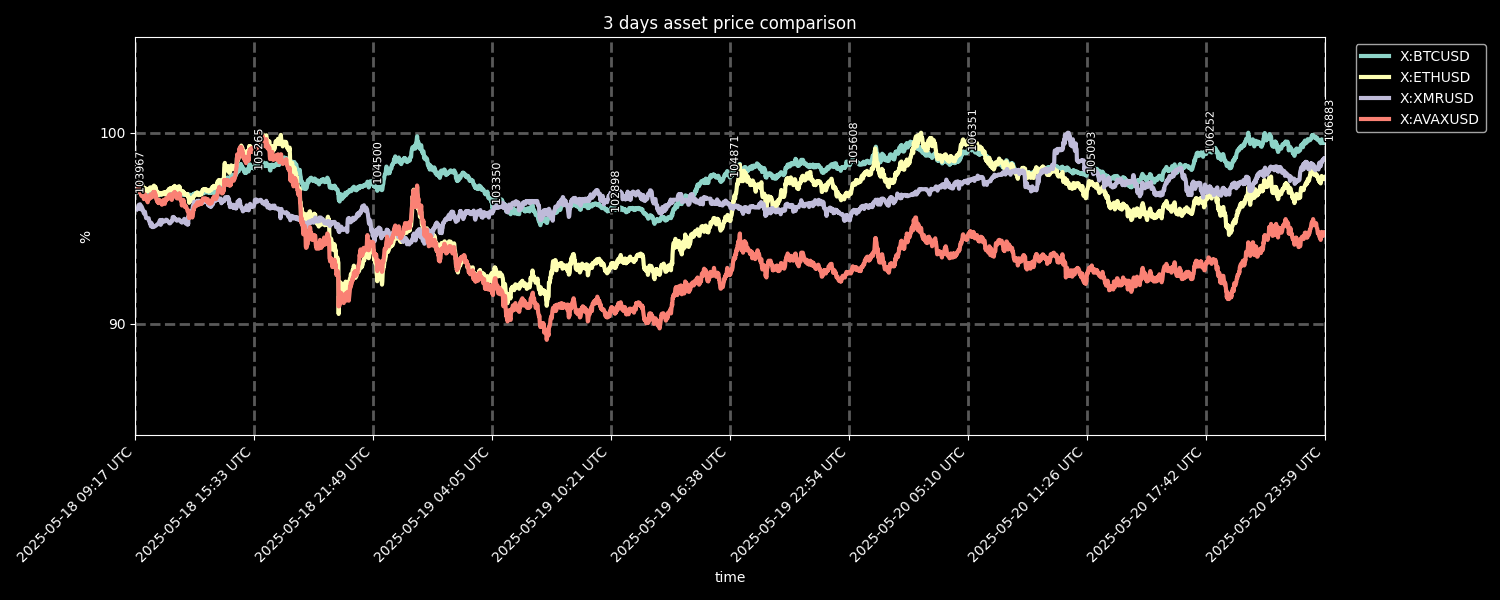 3 days asset price comparison
X:BTCUSD
X:ETHUSD
X:XMRUSD
X:AVAXUSD
100
90
%
103967
105265
104500
103350
102898
104871
105608
106351
105093
106252
106883
2025-05-18 09:17 UTC
2025-05-18 15:33 UTC
2025-05-18 21:49 UTC
2025-05-19 04:05 UTC
2025-05-19 10:21 UTC
2025-05-19 16:38 UTC
2025-05-19 22:54 UTC
2025-05-20 05:10 UTC
2025-05-20 11:26 UTC
2025-05-20 17:42 UTC
2025-05-20 23:59 UTC
time